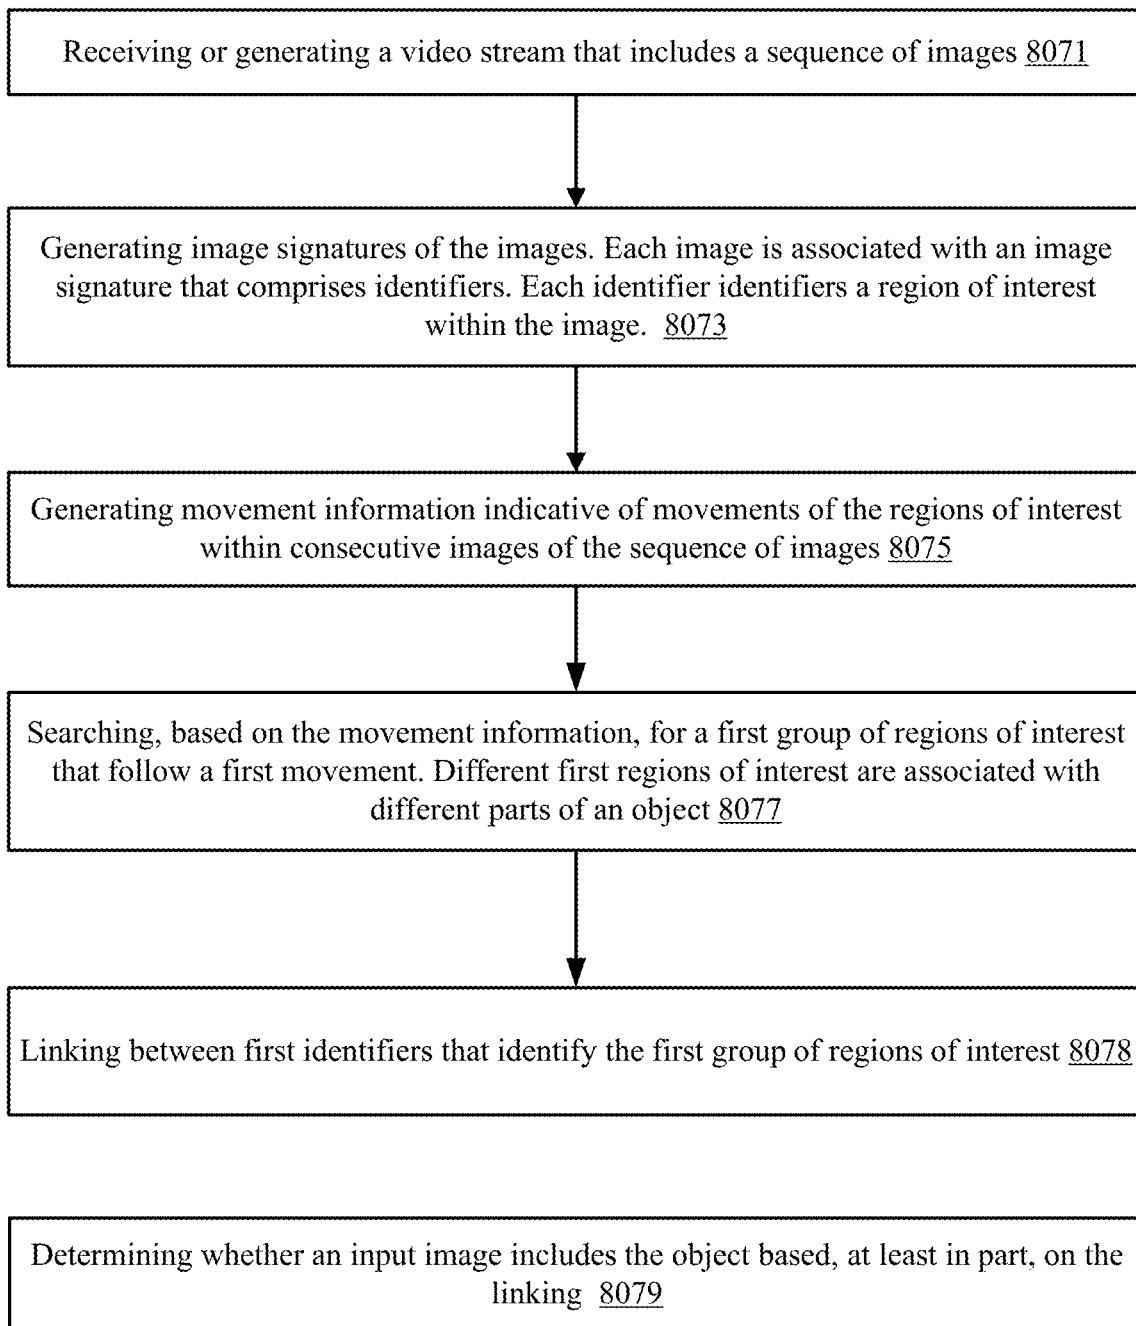 Receiving or generating a video stream that includes a sequence of images 8071
Generating image signatures of the images. Each image is associated with an image
signature that comprises identifiers. Each identifier identifiers a region of interest
within the image. 8073
Generating movement information indicative of movements of the regions of interest
within consecutive images of the sequence of images 8075
Searching, based on the movement information, for a first group of regions of interest
that follow a first movement. Different first regions of interest are associated with
different parts of an object 8077
Linking between first identifiers that identify the first group of regions of interest 8078
Determining whether an input image includes the object based, at least in part, on the
linking 8079